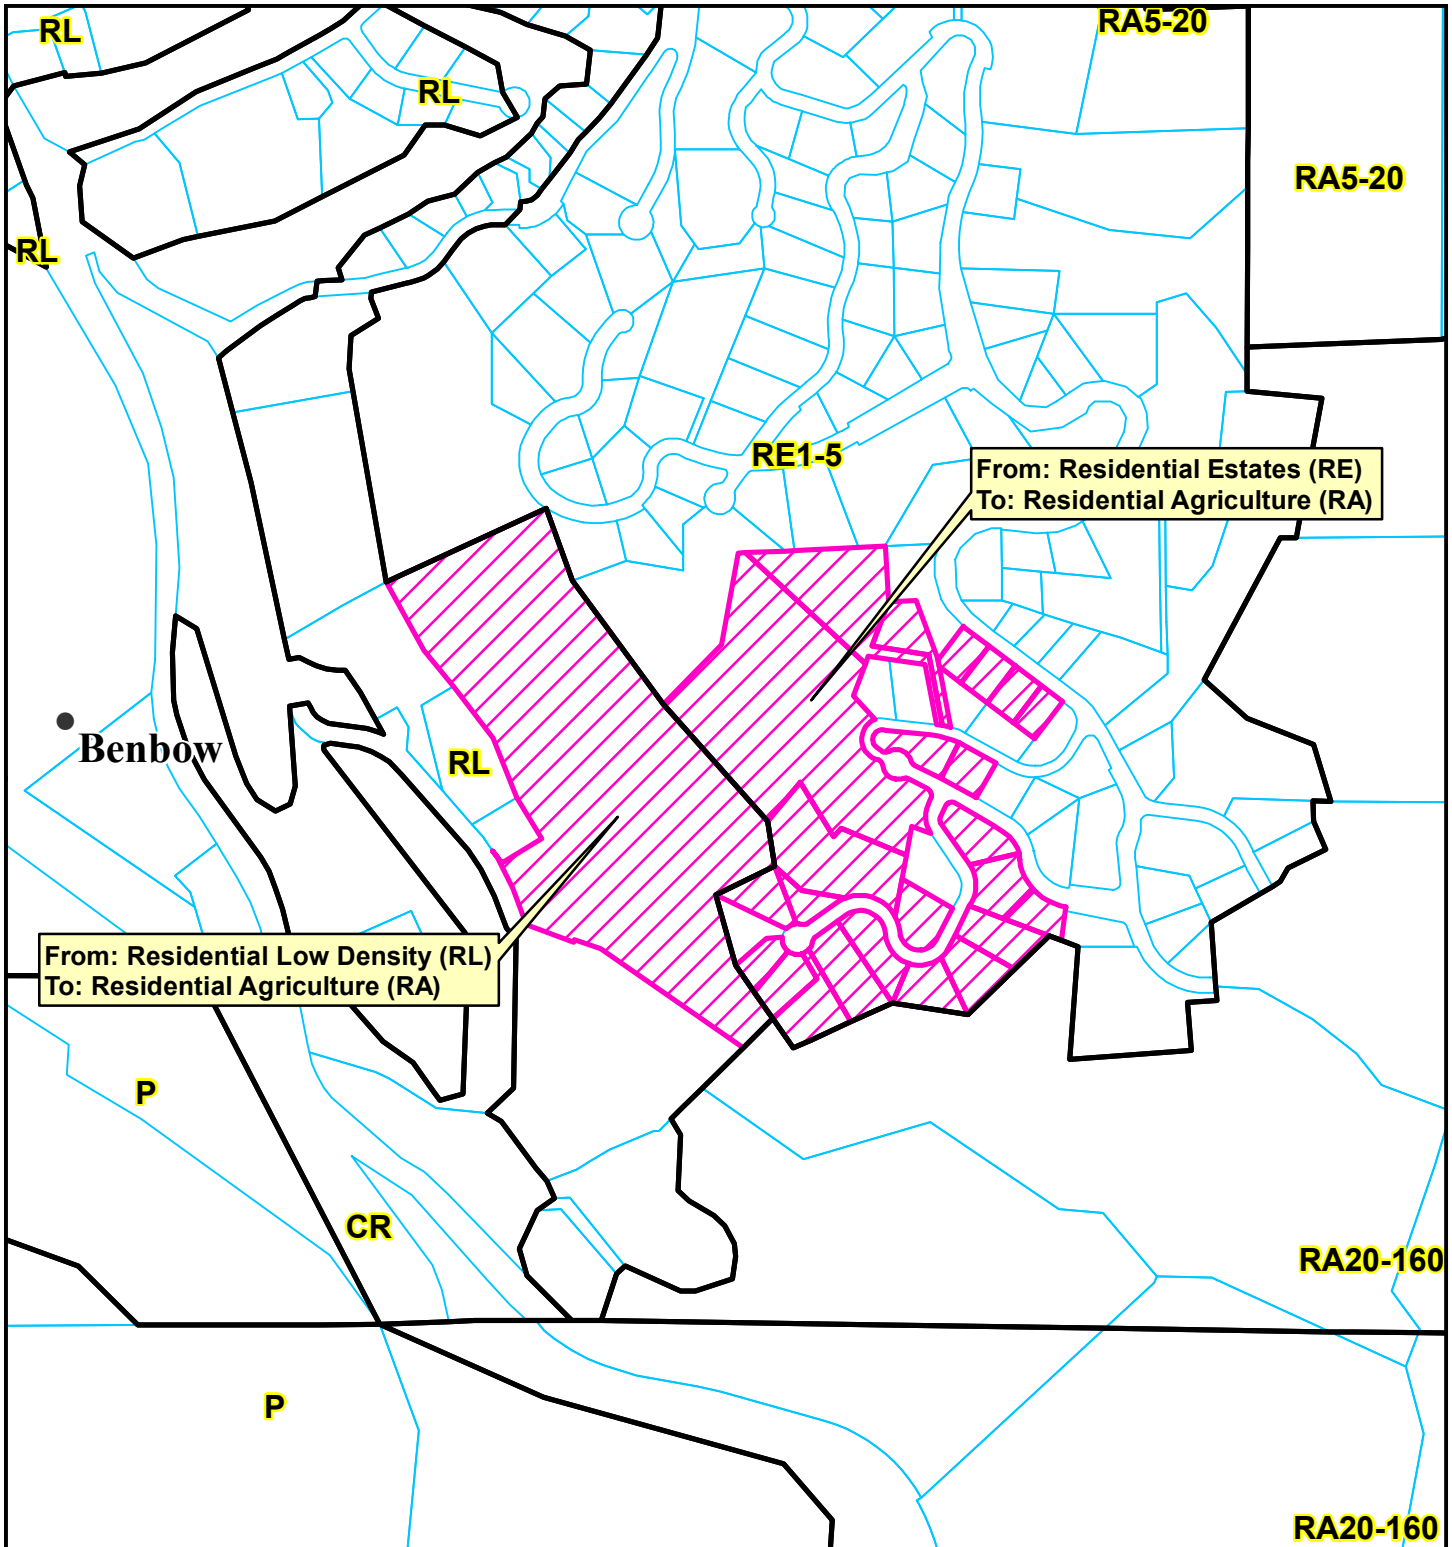 RA5-20
RL
RL
RA5-20
RL
RE1-5
From: Residential Estates (RE)
To: Residential Agriculture (RA)
Benbow
RL
From: Residential Low Density (RL)
To: Residential Agriculture (RA)
P
CR
RA20-160
P
RA20-160